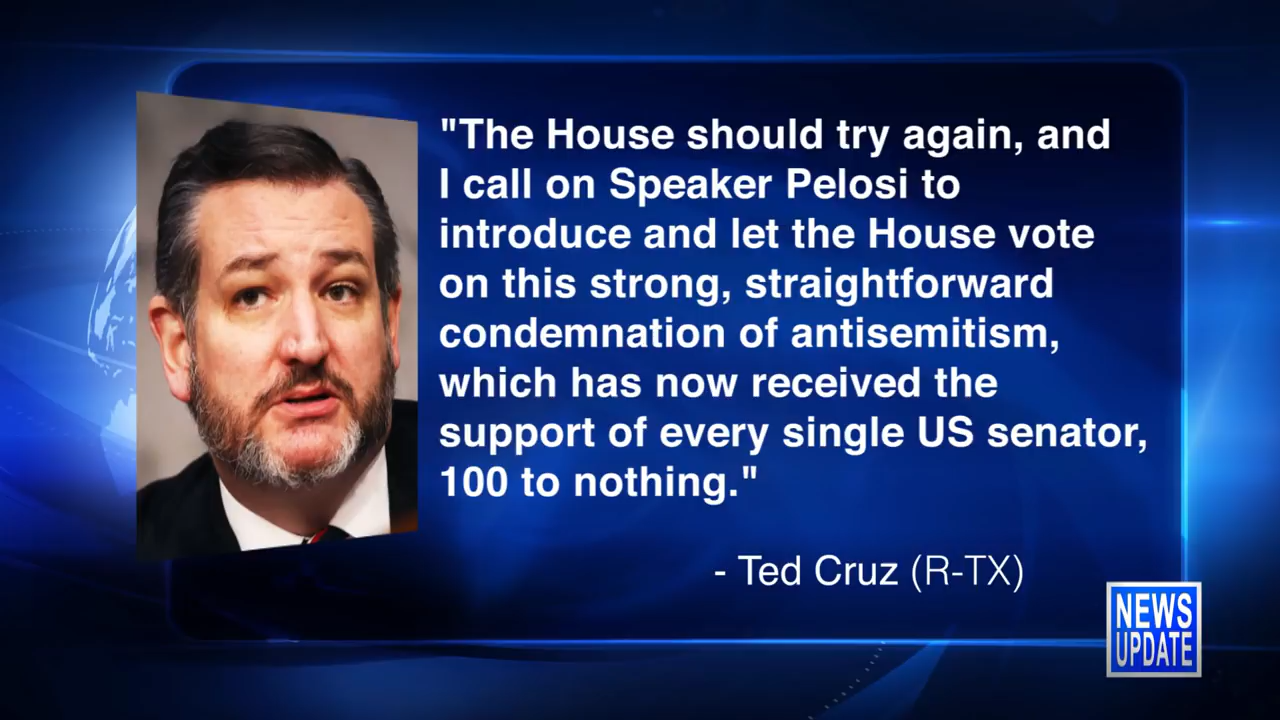 "The House should try again, and
I call on Speaker Pelosi to
introduce and let the House vote
on this strong, straightforward
condemnation of antisemitism,
which has now received the
support of every single US senator,
100 to nothing."
- Ted Cruz (R-TX)
NEWS
UPDATE